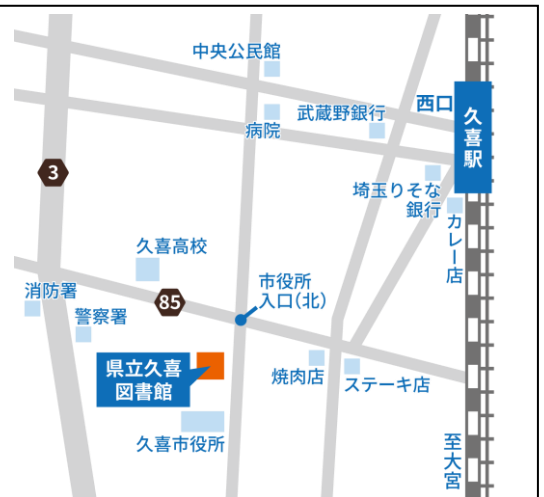 中央公民館
病院
武蔵野銀行
西口
久喜駅
埼玉りそな
銀行
カレー店
3
久喜高校
85
市役所
入口(北)
消防署
警察署
県立久喜
図書館
焼肉店
ステーキ店
久喜市役所
至大宮